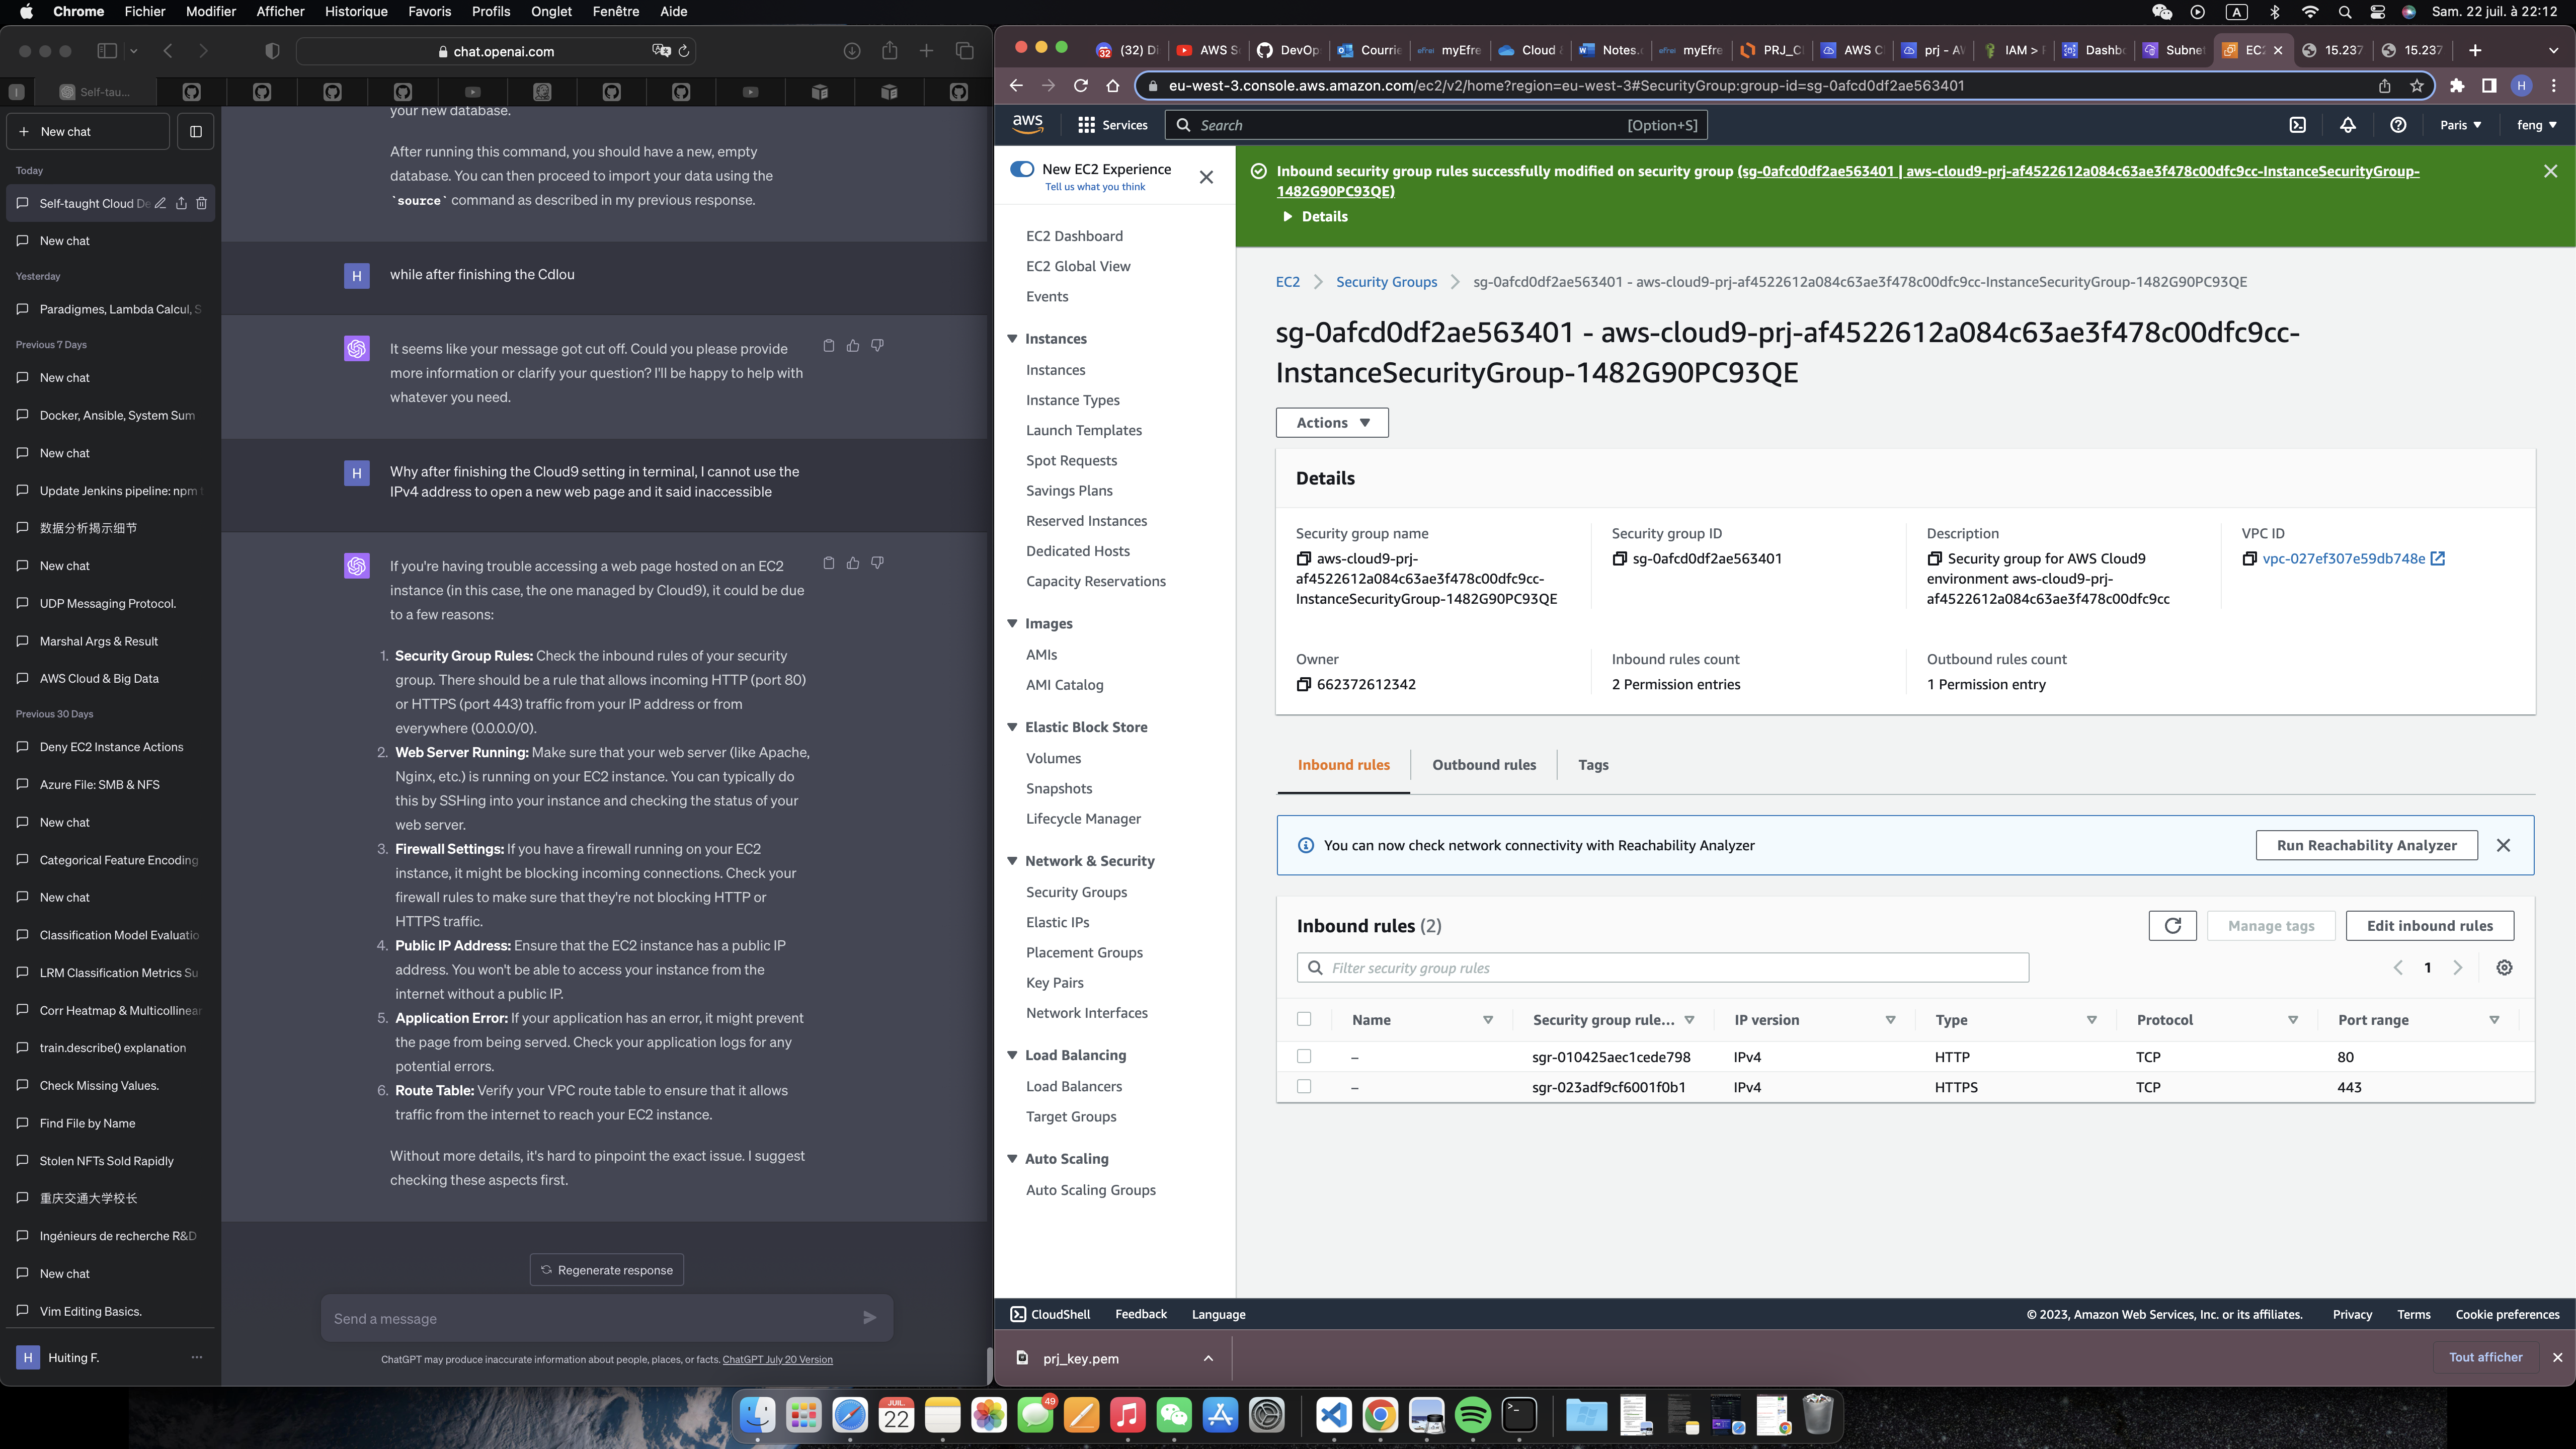 Chrome Fichier Modifier Afficher Historique Favoris Profils Onglet Fenêtre Aide
A Sam. 22 juil. à 22:12
chat.openai.com
Self-tau...
New chat
Today
Self-taught Cloud De
New chat
Yesterday
Paradigmes, Lambda Calcul, S
Previous 7 Days
New chat
Docker, Ansible, System Sum
New chat
Update Jenkins pipeline: npm
数据分析揭示细节
New chat
UDP Messaging Protocol.
Marshal Args & Result
AWS Cloud & Big Data
Previous 30 Days
Deny EC2 Instance Actions
Azure File: SMB & NFS
New chat
Categorical Feature Encoding
New chat
Classification Model Evaluatio
LRM Classification Metrics Su
Corr Heatmap & Multicollinear
train.describe() explanation
Check Missing Values.
Find File by Name
Stolen NFTs Sold Rapidly
重庆交通大学校长
Ingénieurs de recherche R&D
New chat
Vim Editing Basics.
H Huiting F. ...
your new database.
After running this command, you should have a new, empty
database. You can then proceed to import your data using the
`source` command as described in my previous response.
H while after finishing the Cdlou
It seems like your message got cut off. Could you please provide
more information or clarify your question? I'll be happy to help with
whatever you need.
H Why after finishing the Cloud9 setting in terminal, I cannot use the
IPv4 address to open a new web page and it said inaccessible
If you're having trouble accessing a web page hosted on an EC2
instance (in this case, the one managed by Cloud9), it could be due
to a few reasons:
1. Security Group Rules: Check the inbound rules of your security
group. There should be a rule that allows incoming HTTP (port 80)
or HTTPS (port 443) traffic from your IP address or from
everywhere (0.0.0.0/0).
2. Web Server Running: Make sure that your web server (like Apache,
Nginx, etc.) is running on your EC2 instance. You can typically do
this by SSHing into your instance and checking the status of your
web server.
3. Firewall Settings: If you have a firewall running on your EC2
instance, it might be blocking incoming connections. Check your
firewall rules to make sure that they're not blocking HTTP or
HTTPS traffic.
4. Public IP Address: Ensure that the EC2 instance has a public IP
address. You won't be able to access your instance from the
internet without a public IP.
5. Application Error: If your application has an error, it might prevent
the page from being served. Check your application logs for any
potential errors.
6. Route Table: Verify your VPC route table to ensure that it allows
traffic from the internet to reach your EC2 instance.
Without more details, it's hard to pinpoint the exact issue. I suggest
checking these aspects first.
Regenerate response
Send a message
ChatGPT may produce inaccurate information about people, places, or facts. ChatGPT July 20 Version
32 (32) Di AWS S DevOp Courrie efrei myEfre Cloud Notes. efrei myEfre PRJ_C AWS C prj - AV IAM > Dashb Subnet EC2 15.237 15.237
eu-west-3.console.aws.amazon.com/ec2/v2/home?region=eu-west-3#SecurityGroup:group-id=sg-0afcd0df2ae563401
H
aws Services Search [Option+S] Paris feng
New EC2 Experience
Tell us what you think
EC2 Dashboard
EC2 Global View
Events
Instances
Instances
Instance Types
Launch Templates
Spot Requests
Savings Plans
Reserved Instances
Dedicated Hosts
Capacity Reservations
Images
AMIs
AMI Catalog
Elastic Block Store
Volumes
Snapshots
Lifecycle Manager
Network & Security
Security Groups
Elastic IPs
Placement Groups
Key Pairs
Network Interfaces
Load Balancing
Load Balancers
Target Groups
Auto Scaling
Auto Scaling Groups
Inbound security group rules successfully modified on security group (sg-0afcd0df2ae563401 | aws-cloud9-prj-af4522612a084c63ae3f478c00dfc9cc-InstanceSecurityGroup-
1482G90PC93QE)
Details
EC2 Security Groups sg-0afcd0df2ae563401 - aws-cloud9-prj-af4522612a084c63ae3f478c00dfc9cc-InstanceSecurityGroup-1482G90PC93QE
sg-0afcd0df2ae563401 - aws-cloud9-prj-af4522612a084c63ae3f478c00dfc9cc-
InstanceSecurityGroup-1482G90PC93QE
Actions
Details
Security group name
aws-cloud9-prj-
af4522612a084c63ae3f478c00dfc9cc-
InstanceSecurityGroup-1482G90PC93QE
Security group ID
sg-0afcd0df2ae563401
Description
Security group for AWS Cloud9
environment aws-cloud9-prj-
af4522612a084c63ae3f478c00dfc9cc
VPC ID
vpc-027ef307e59db748e
Owner
662372612342
Inbound rules count
2 Permission entries
Outbound rules count
1 Permission entry
Inbound rules Outbound rules Tags
You can now check network connectivity with Reachability Analyzer Run Reachability Analyzer
Inbound rules (2) Manage tags Edit inbound rules
Filter security group rules 1
Name Security group rule... IP version Type Protocol Port range
– sgr-010425aec1cede798 IPv4 HTTP TCP 80
– sgr-023adf9cf6001f0b1 IPv4 HTTPS TCP 443
CloudShell Feedback Language © 2023, Amazon Web Services, Inc. or its affiliates. Privacy Terms Cookie preferences
prj_key.pem Tout afficher
JUIL. 22
49